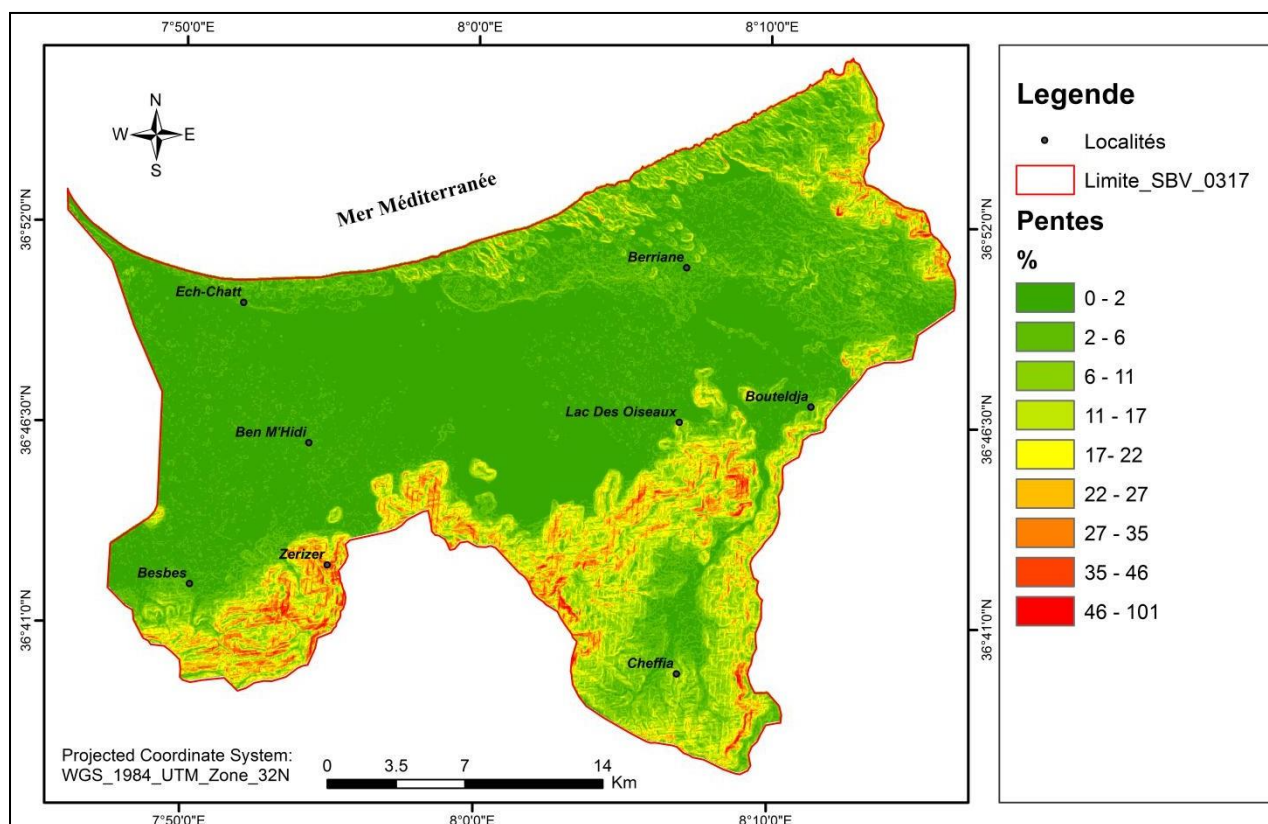 7°50'0"E
8°0'0"E
8°10'0"E
N
W
E
S
Mer Méditerranée
36°52'0"N
36°52'0"N
Berriane
Ech-Chatt
Bouteldja
Lac Des Oiseaux
Ben M'Hidi
36°46'30"N
36°46'30"N
Zerizer
Besbes
36°41'0"N
36°41'0"N
Cheffia
Projected Coordinate System:
WGS_1984_UTM_Zone_32N
0 3.5 7 14
Km
7°50'0"E
8°0'0"E
8°10'0"E
Legende
Localités
Limite_SBV_0317
Pentes
%
0 - 2
2 - 6
6 - 11
11 - 17
17- 22
22 - 27
27 - 35
35 - 46
46 - 101